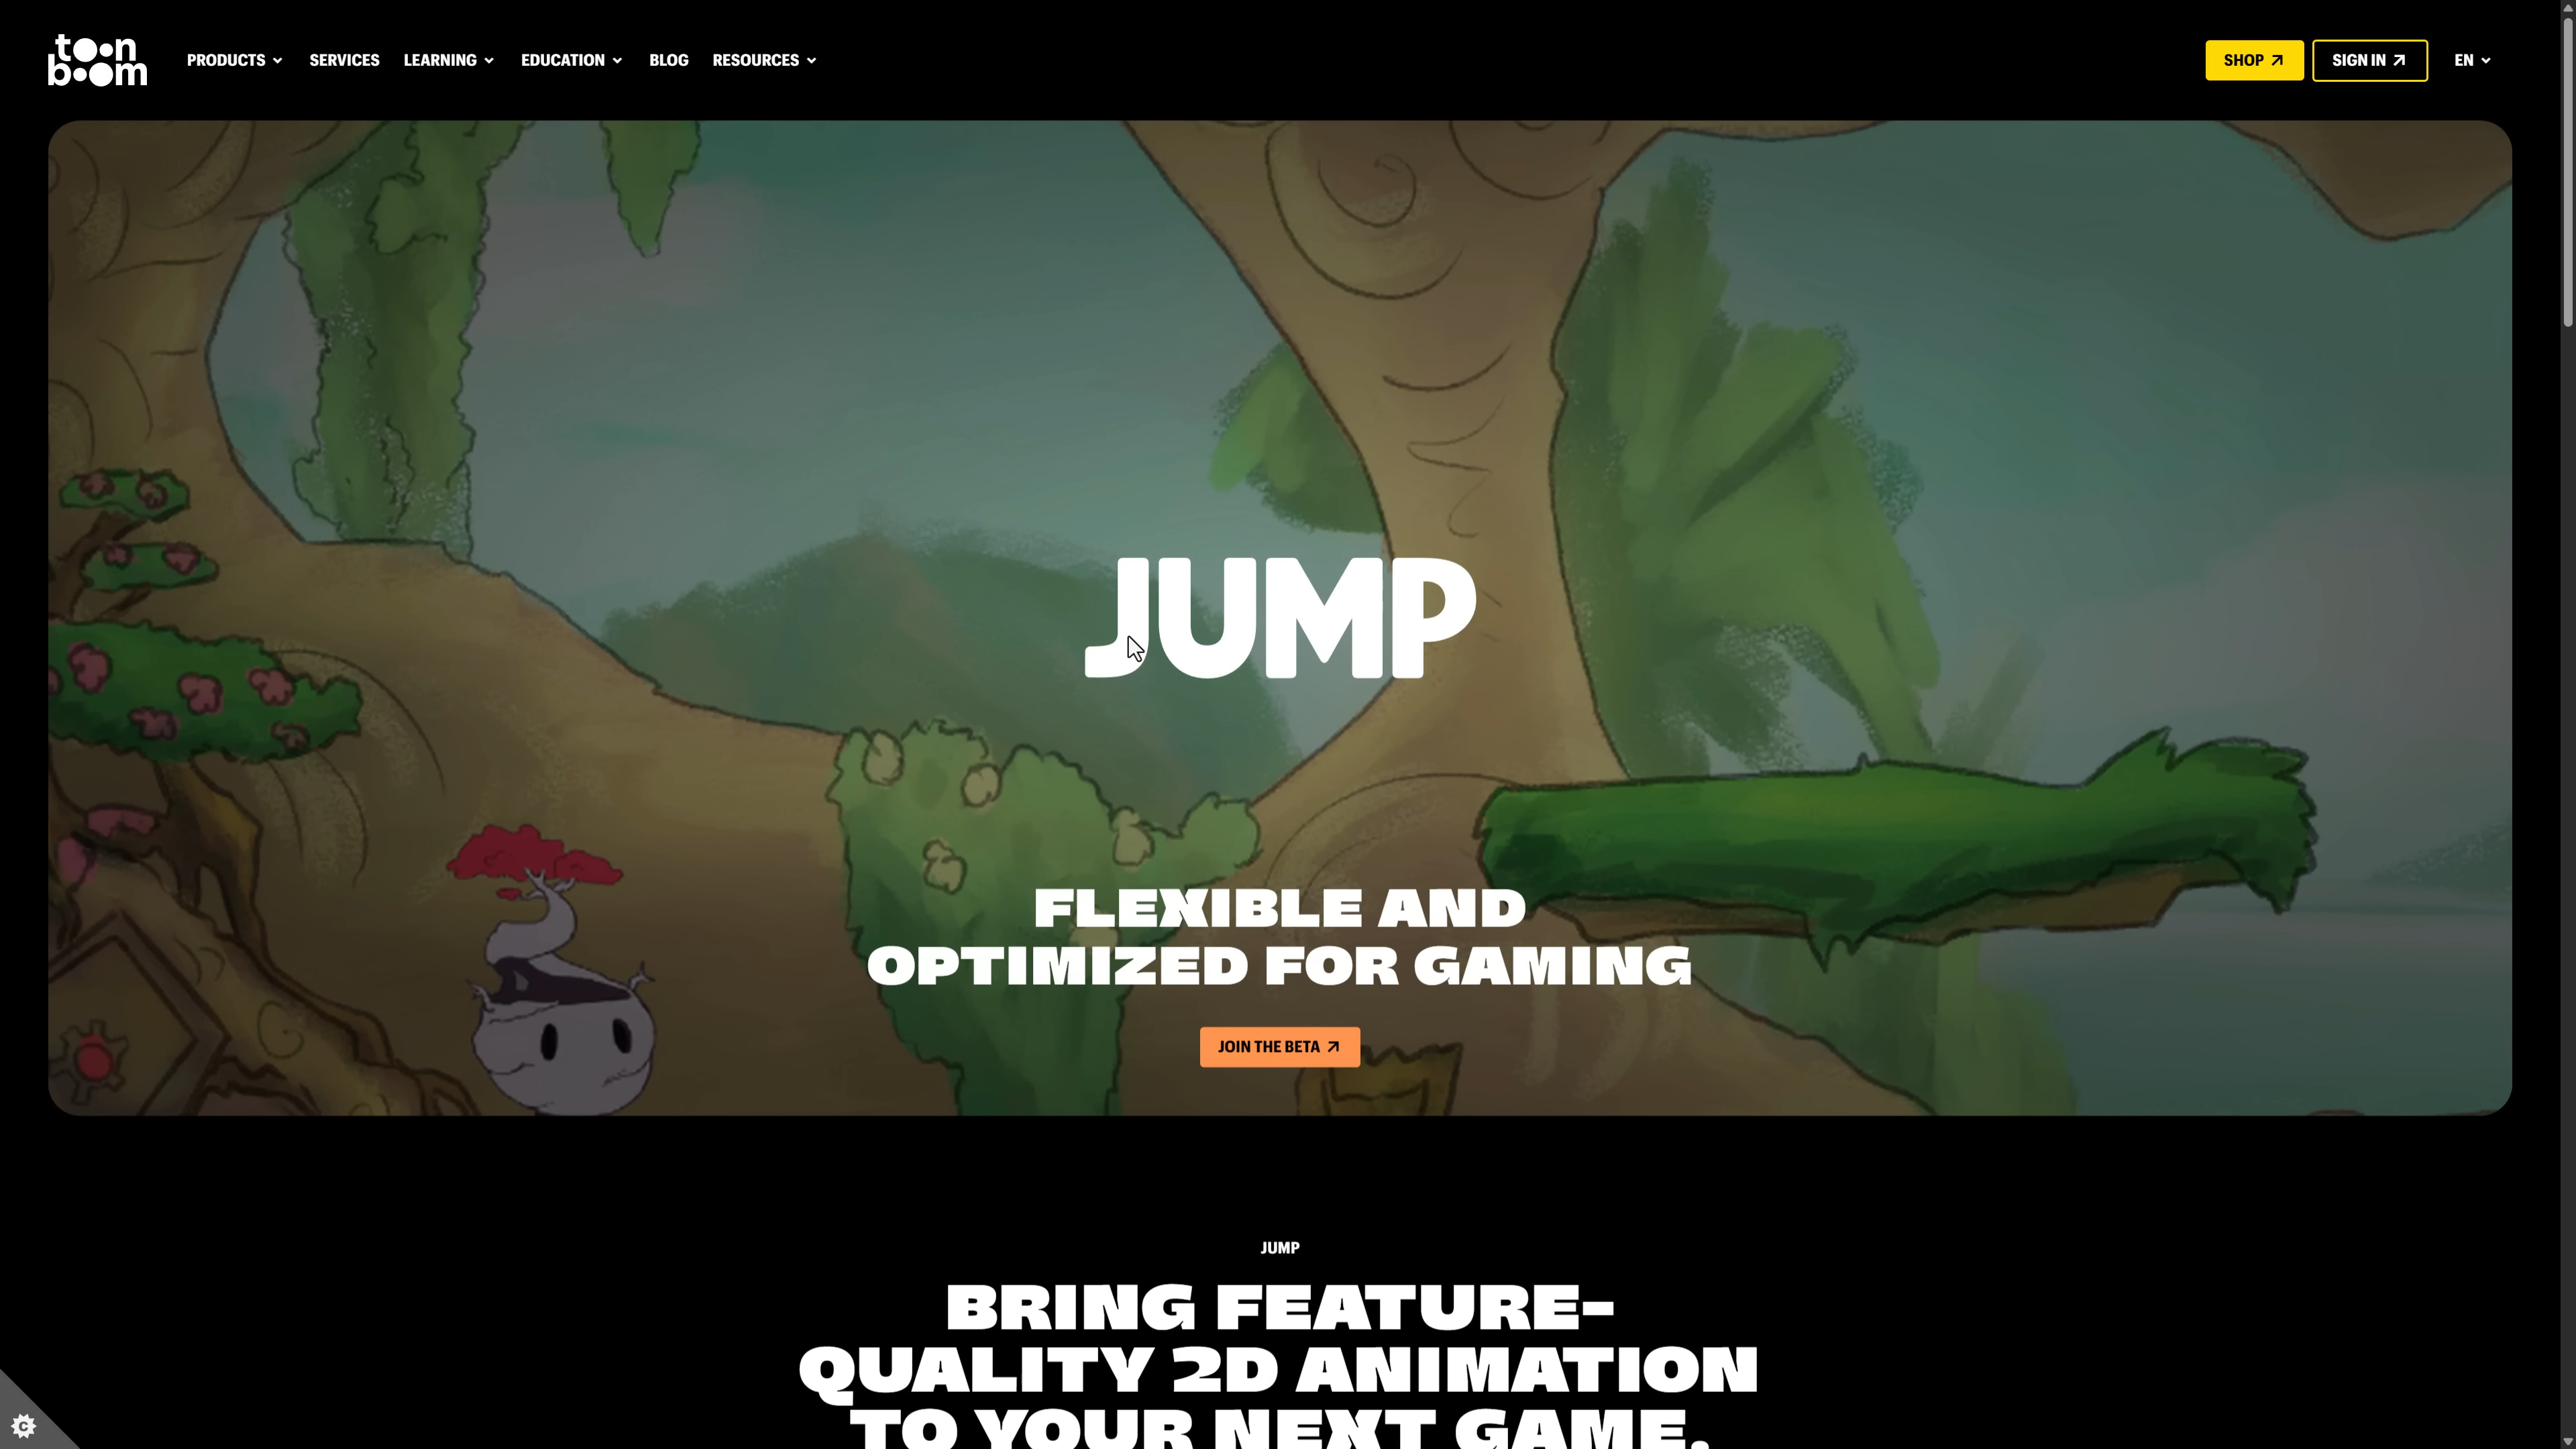 toon
boom
PRODUCTS SERVICES LEARNING EDUCATION BLOG RESOURCES SHOP SIGN IN EN
JUMP
FLEXIBLE AND
OPTIMIZED FOR GAMING
JOIN THE BETA
JUMP
BRING FEATURE-
QUALITY 2D ANIMATION
TO YOUR NEXT GAME.
C